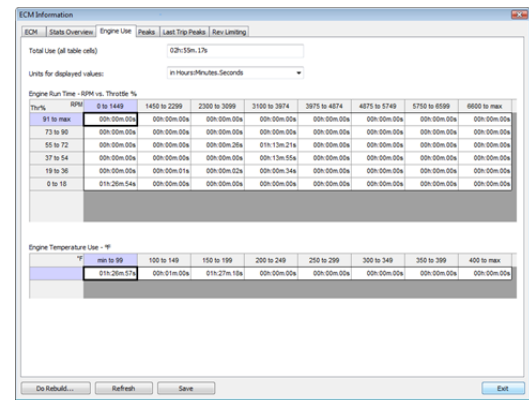 ECM Information
ECM Stats Overview Engine Use Peaks Last Trip Peaks Rev Limiting
Total Use (all table cells) 02h:55m.17s
Units for displayed values: in Hours:Minutes.Seconds
Engine Run Time - RPM vs. Throttle %
Thr% RPM 0 to 1449 1450 to 2299 2300 to 3099 3100 to 3974 3975 to 4874 4875 to 5749 5750 to 6599 6600 to max
91 to max 00h:00m.00s 00h:00m.00s 00h:00m.00s 00h:00m.00s 00h:00m.00s 00h:00m.00s 00h:00m.00s 00h:00m.00s
73 to 90 00h:00m.00s 00h:00m.00s 00h:00m.00s 00h:00m.00s 00h:00m.00s 00h:00m.00s 00h:00m.00s 00h:00m.00s
55 to 72 00h:00m.00s 00h:00m.00s 00h:00m.26s 01h:13m.21s 00h:00m.00s 00h:00m.00s 00h:00m.00s 00h:00m.00s
37 to 54 00h:00m.00s 00h:00m.00s 00h:00m.00s 00h:13m.55s 00h:00m.00s 00h:00m.00s 00h:00m.00s 00h:00m.00s
19 to 36 00h:00m.00s 00h:00m.01s 00h:00m.02s 00h:00m.34s 00h:00m.00s 00h:00m.00s 00h:00m.00s 00h:00m.00s
0 to 18 01h:26m.54s 00h:00m.00s 00h:00m.00s 00h:00m.00s 00h:00m.00s 00h:00m.00s 00h:00m.00s 00h:00m.00s
Engine Temperature Use - °F
°F min to 99 100 to 149 150 to 199 200 to 249 250 to 299 300 to 349 350 to 399 400 to max
01h:26m.57s 00h:01m.00s 01h:27m.18s 00h:00m.00s 00h:00m.00s 00h:00m.00s 00h:00m.00s 00h:00m.00s
Do Rebuild... Refresh Save Exit